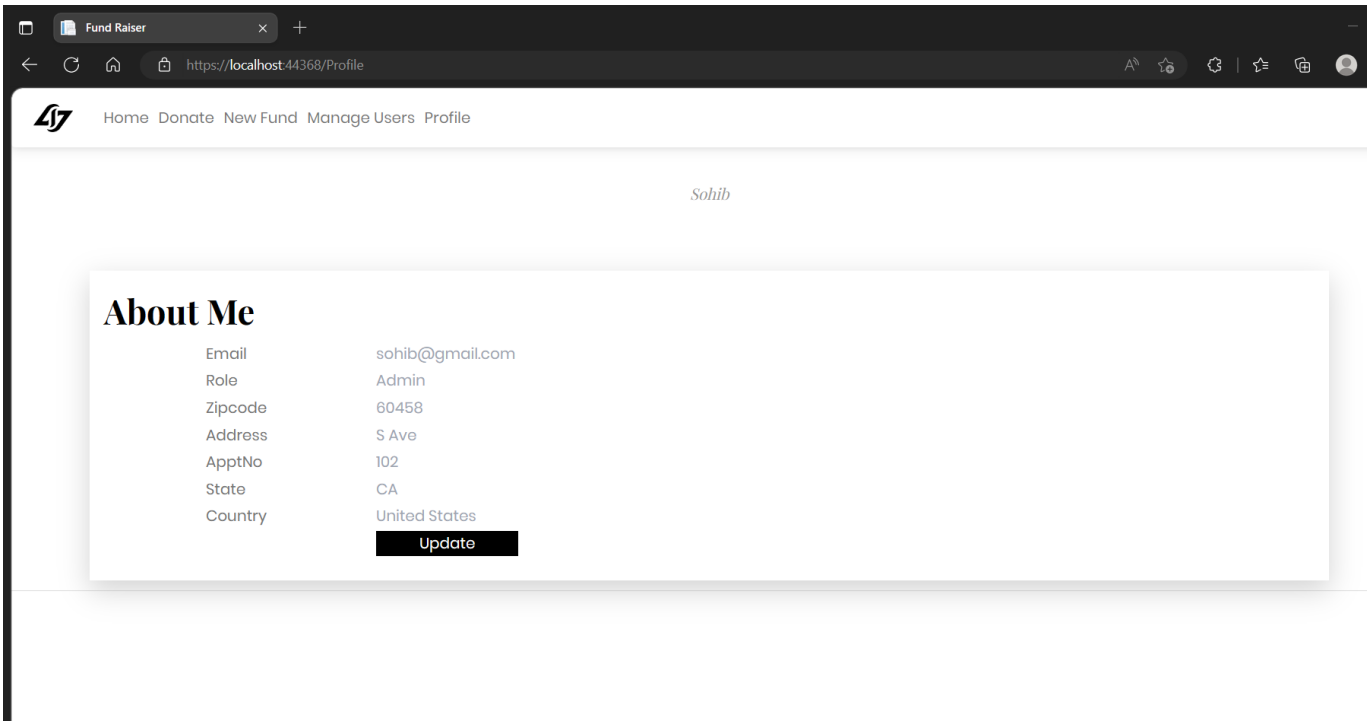 Fund Raiser
https://localhost:44368/Profile
Home Donate New Fund Manage Users Profile
Sohib
About Me
Email sohib@gmail.com
Role Admin
Zipcode 60458
Address S Ave
ApptNo 102
State CA
Country United States
Update